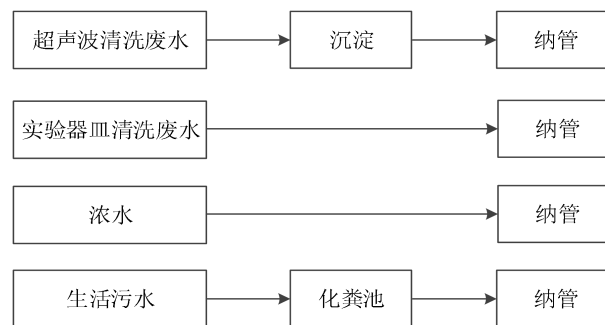 超声波清洗废水 沉淀 纳管
实验器皿清洗废水 纳管
浓水 纳管
生活污水 化粪池 纳管